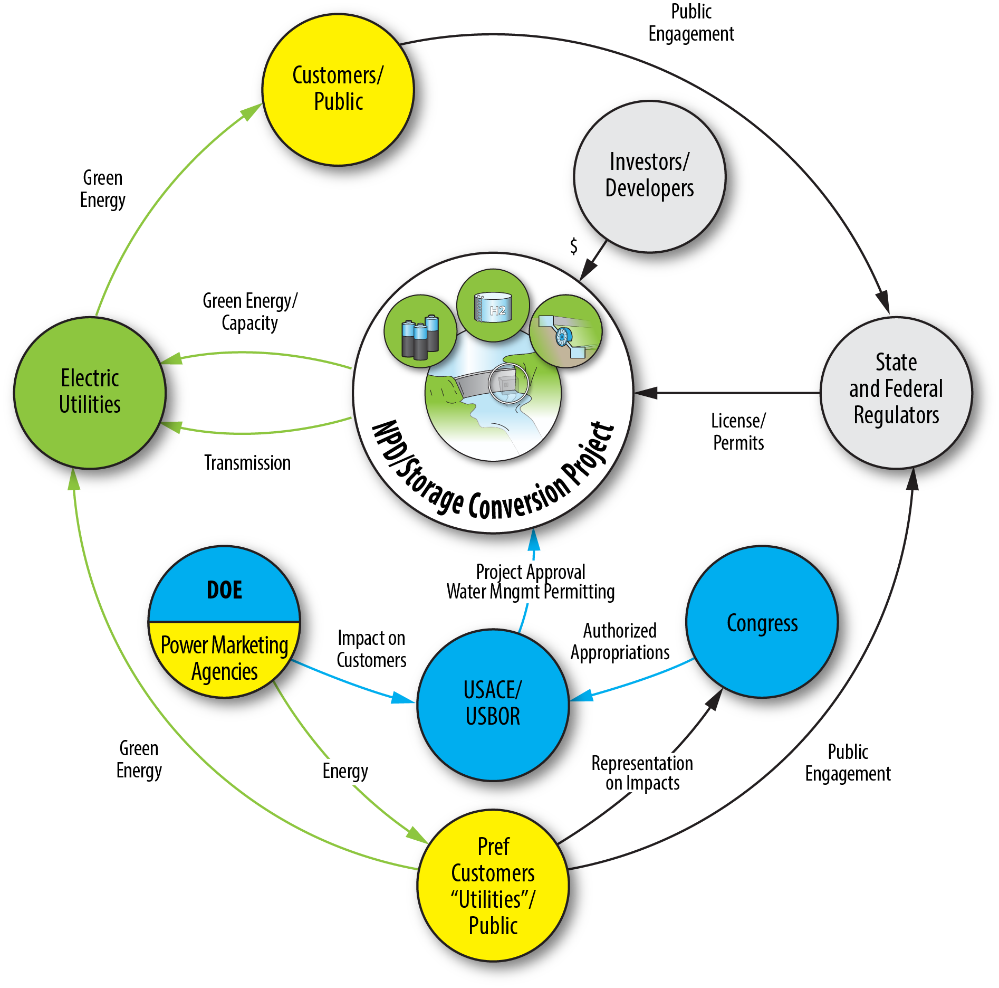 Public
Engagement
Customers/
Public
Investors/
Developers
Green
Energy
$
Green Energy/
Capacity
H2
State
and Federal
Regulators
Electric
Utilities
License/
Permits
Transmission
NPD/Storage Conversion Project
DOE
Power Marketing
Agencies
Project Approval
Water Mngmt Permitting
Congress
Impact on
Customers
Authorized
Appropriations
USACE/
USBOR
Green
Energy
Energy
Representation
on Impacts
Public
Engagement
Pref
Customers
“Utilities”/
Public